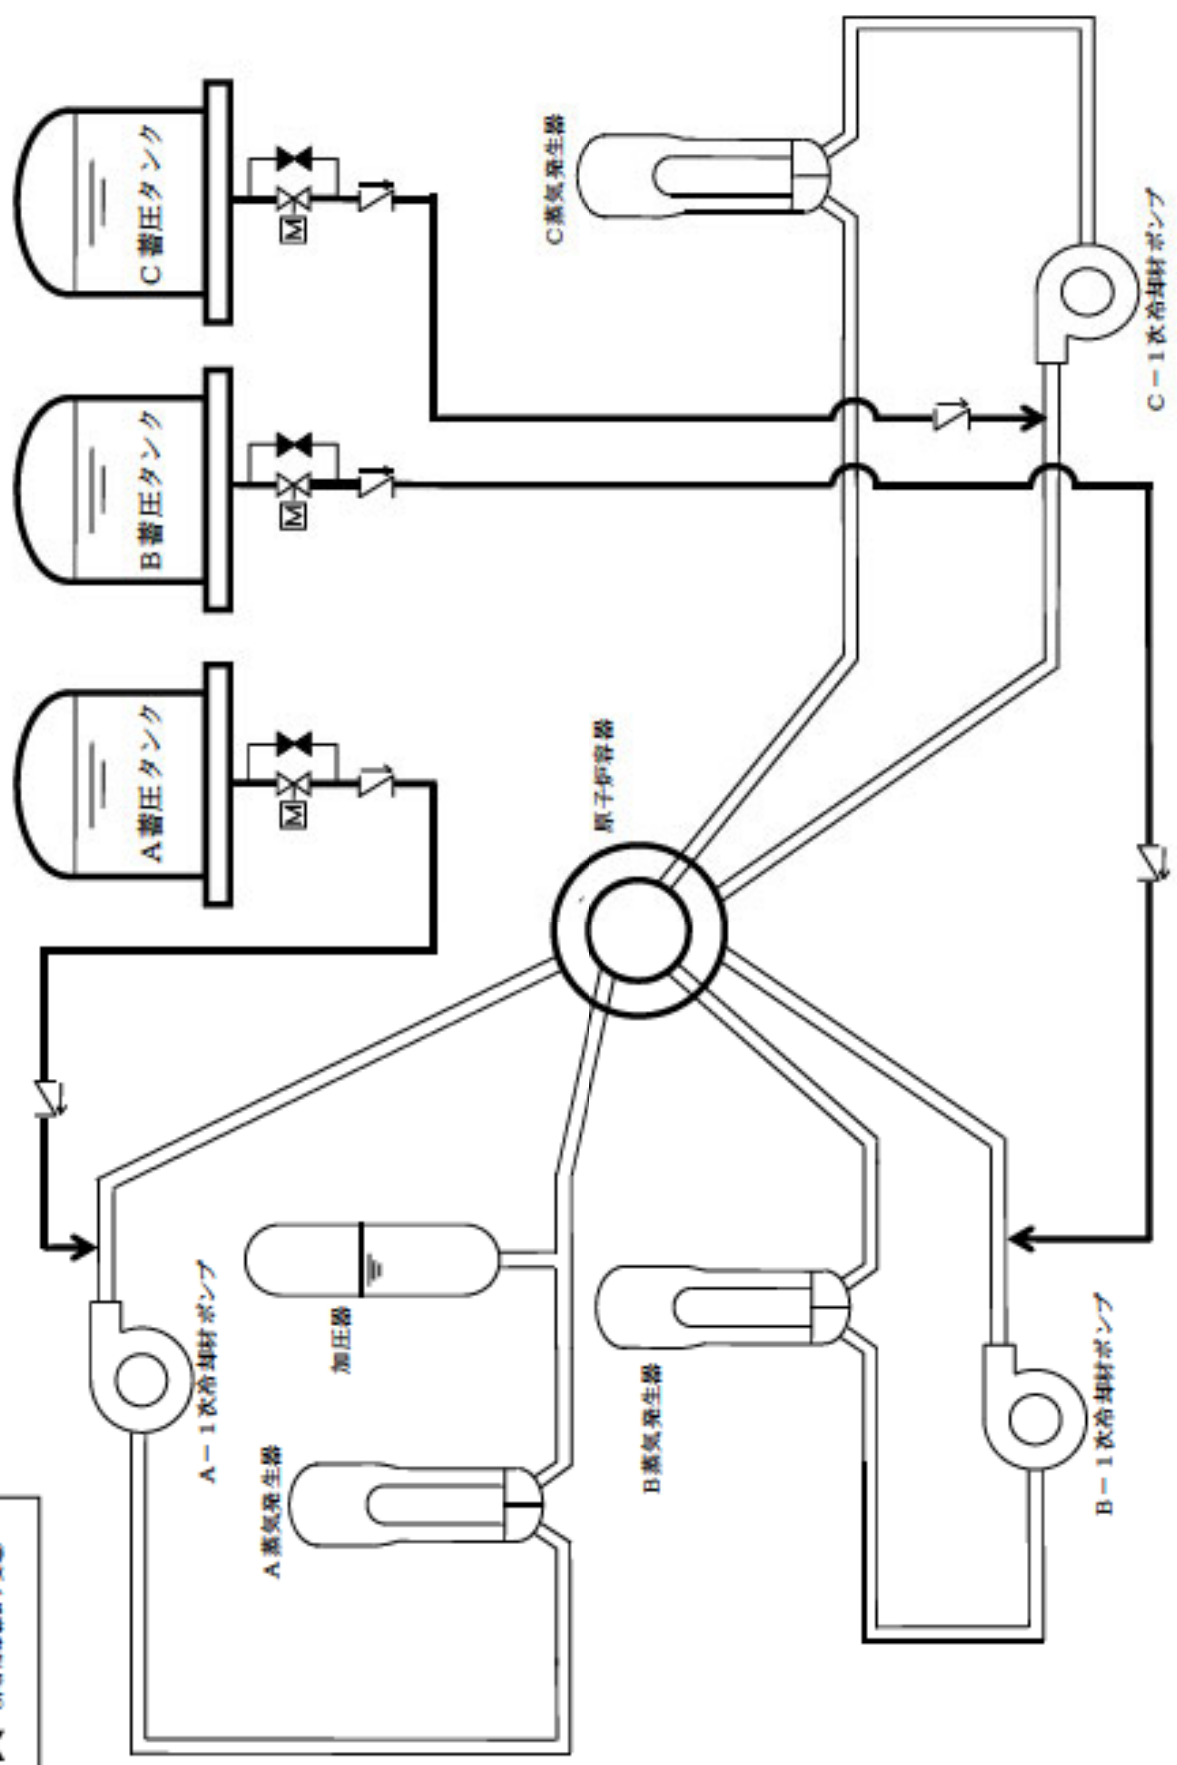 C蓄圧タンク
B蓄圧タンク
A蓄圧タンク
M
M
M
C蒸気発生器
C－1次冷却材ポンプ
原子炉容器
A－1次冷却材ポンプ
加圧器
A蒸気発生器
B蒸気発生器
B－1次冷却材ポンプ